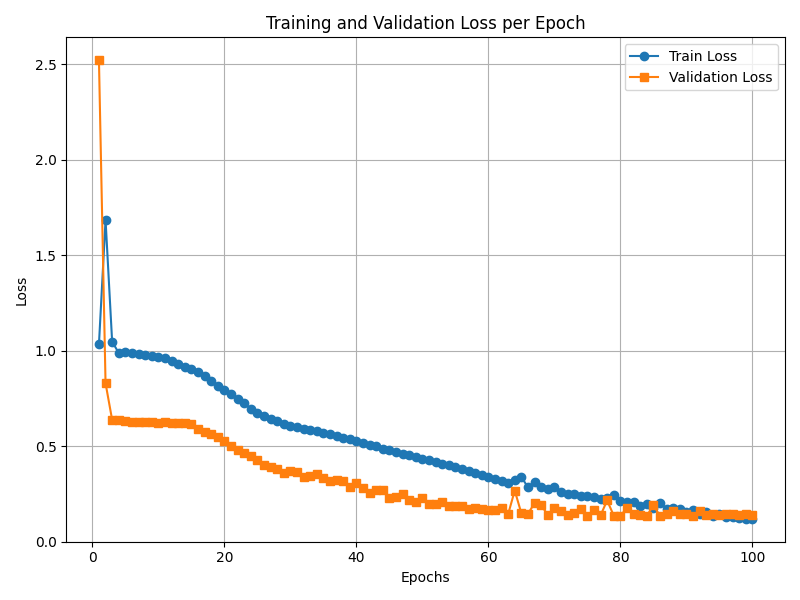 Training and Validation Loss per Epoch
Train Loss
Validation Loss
2.5
2.0
1.5
1.0
0.5
0.0
Loss
0 20 40 60 80 100
Epochs